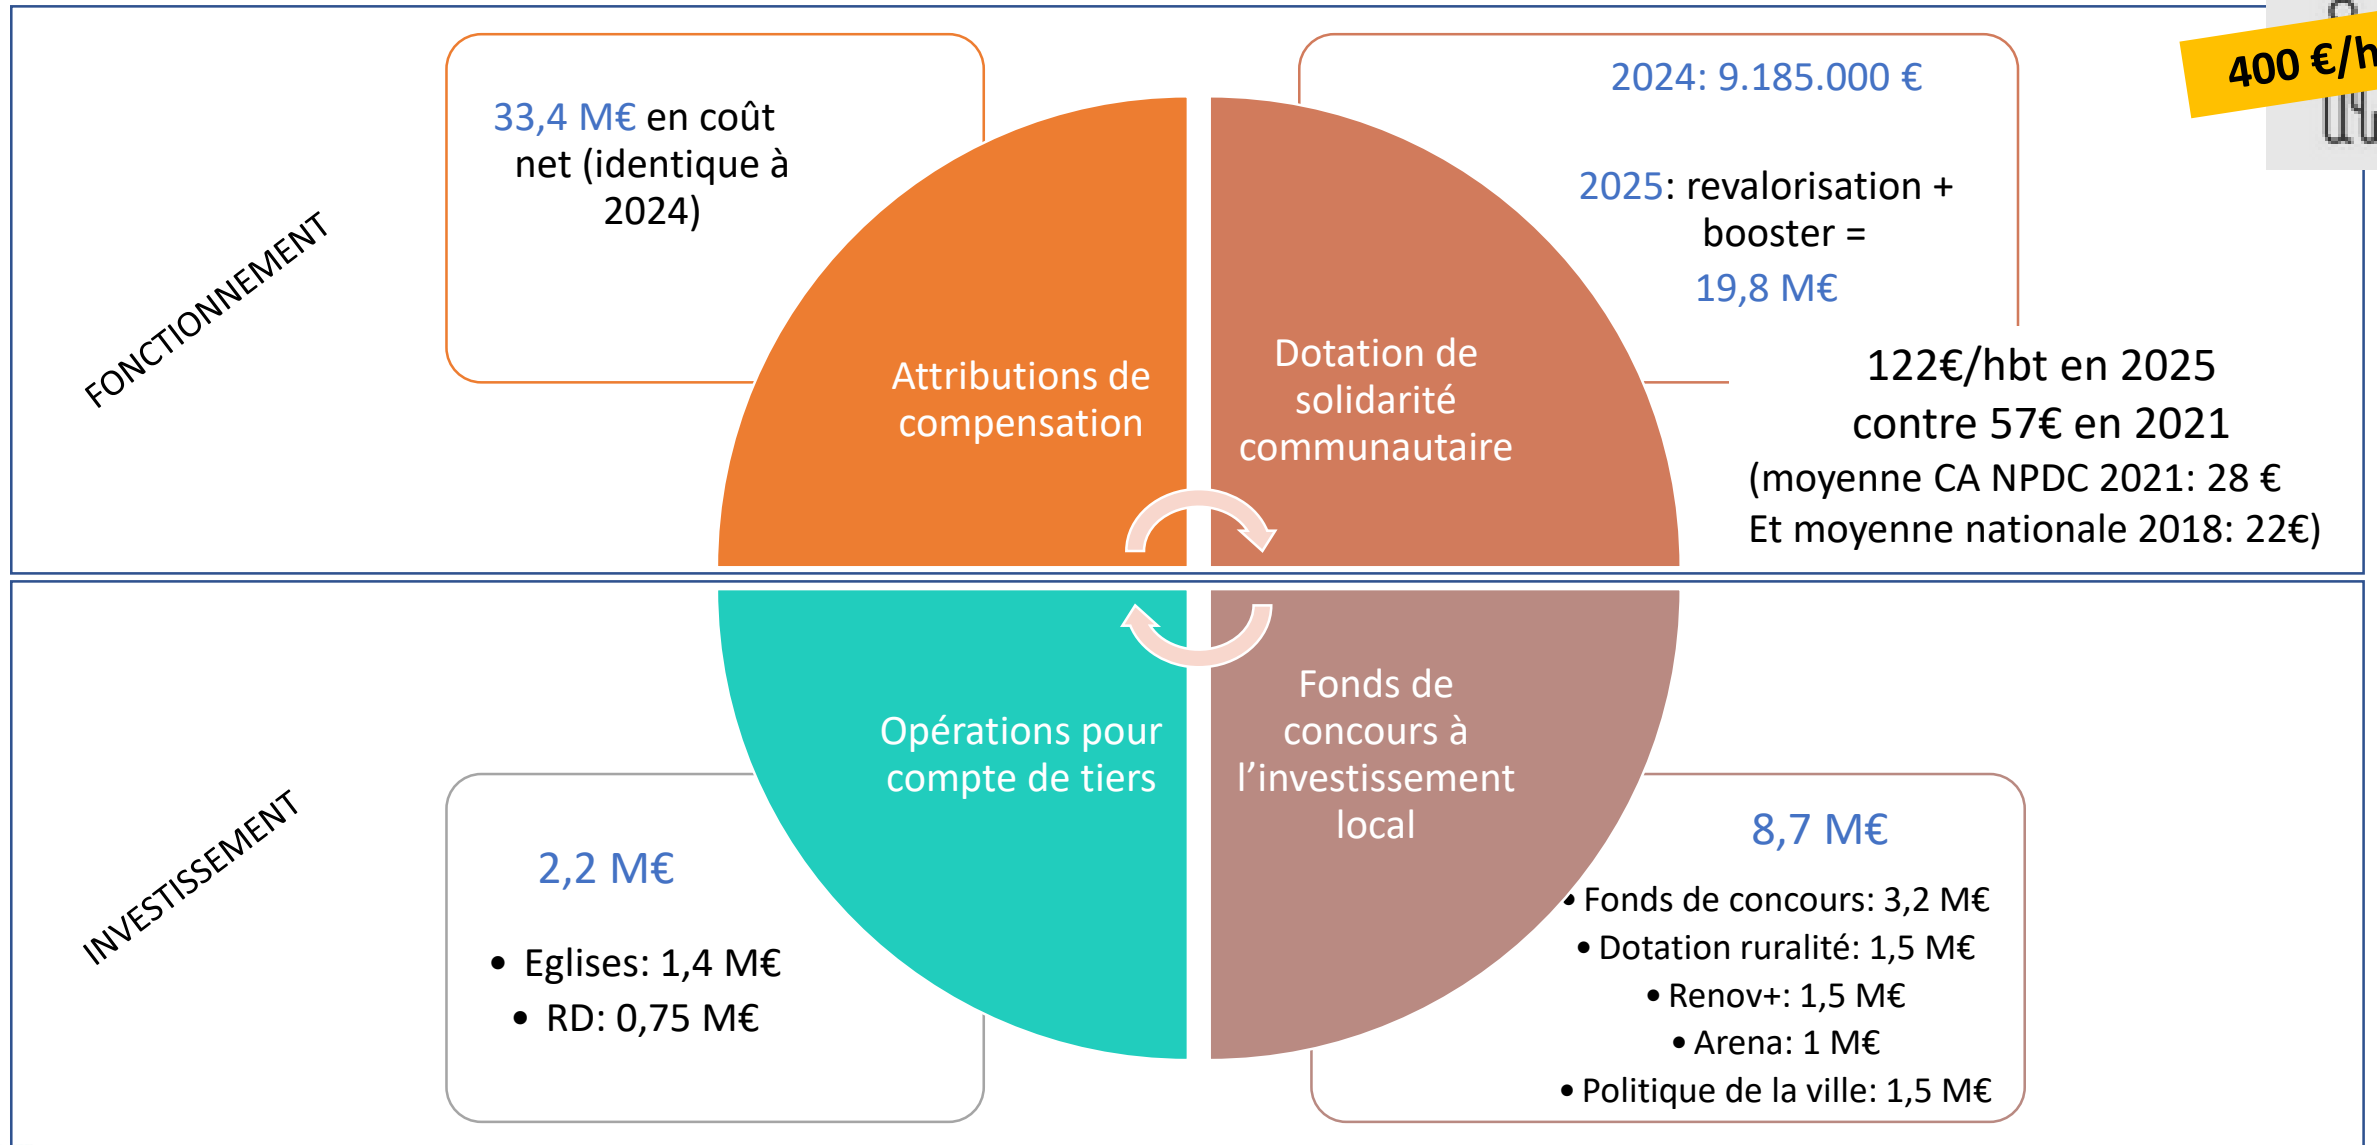 400 €/h
FONCTIONNEMENT
33,4 M€ en coût
net (identique à
2024)
Attributions de
compensation
2024: 9.185.000 €
2025: revalorisation +
booster =
19,8 M€
Dotation de
solidarité
communautaire
122€/hbt en 2025
contre 57€ en 2021
(moyenne CA NPDC 2021: 28 €
Et moyenne nationale 2018: 22€)
INVESTISSEMENT
Opérations pour
compte de tiers
2,2 M€
• Eglises: 1,4 M€
• RD: 0,75 M€
Fonds de
concours à
l’investissement
local
8,7 M€
• Fonds de concours: 3,2 M€
• Dotation ruralité: 1,5 M€
• Renov+: 1,5 M€
• Arena: 1 M€
• Politique de la ville: 1,5 M€